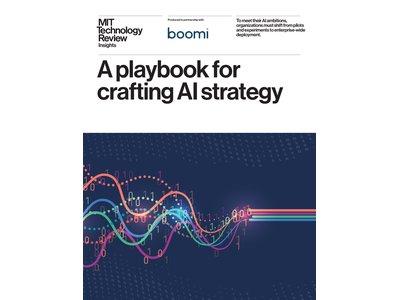 MIT
Technology
Review
Insights
Produced in partnership with
boomi
To meet their AI ambitions,
organizations must shift from pilots
and experiments to enterprise-wide
deployment.
A playbook for
crafting AI strategy